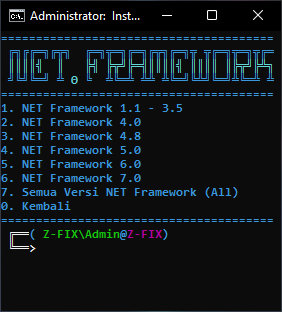 Administrator: Inst...
NET FRAMEWORK
0
1. NET Framework 1.1 - 3.5
2. NET Framework 4.0
3. NET Framework 4.8
4. NET Framework 5.0
5. NET Framework 6.0
6. NET Framework 7.0
7. Semua Versi NET Framework (All)
0. Kembali
( Z-FIX\Admin@Z-FIX)
>